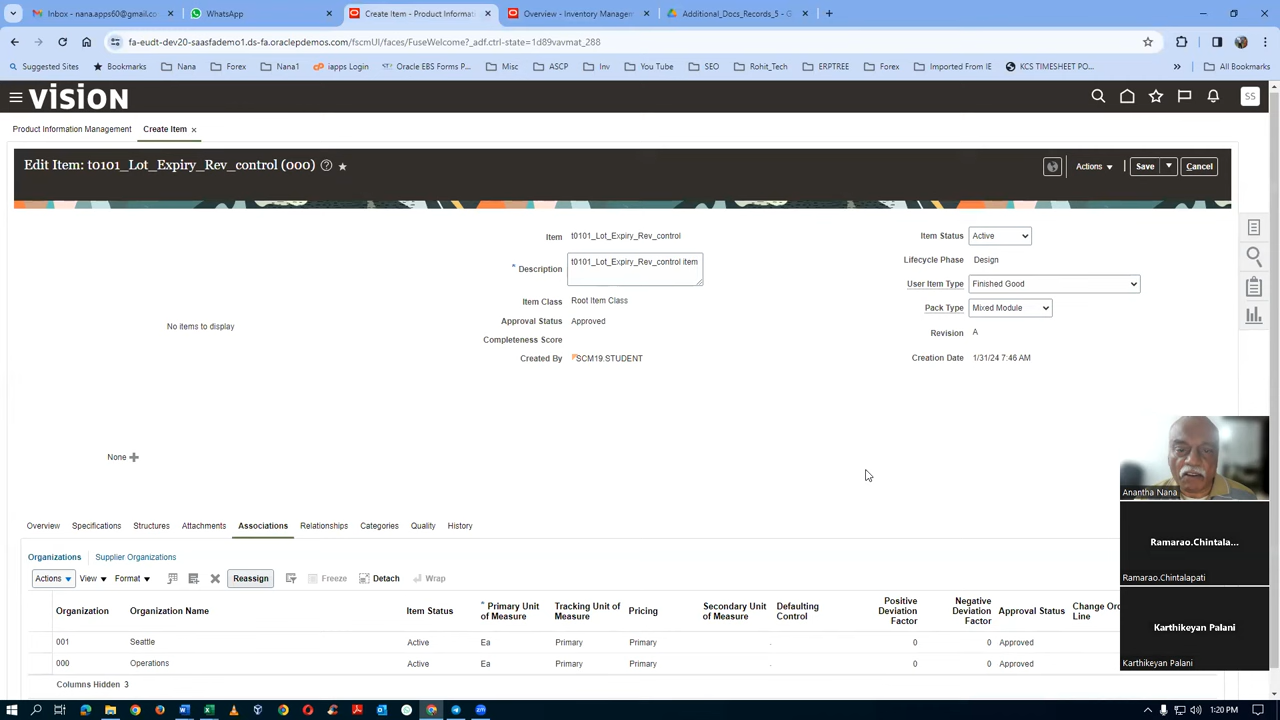 Inbox - nana.apps60@gmail.co
WhatsApp
Create Item - Product Informati
Overview - Inventory Managem
Additional_Docs_Records_5 - G
fa-eudt-dev20-saasfademo1.ds-fa.oraclepdemos.com/fscmUI/faces/FuseWelcome?_adf.ctrl-state=1d89vavmat_288
Suggested Sites
Bookmarks
Nana
Forex
Nana1
iapps Login
Oracle EBS Forms P...
Misc
ASCP
Inv
You Tube
SEO
Rohit_Tech
ERPTREE
Forex
Imported From IE
KCS TIMESHEET PO...
All Bookmarks
VISION
SS
Product Information Management
Create Item
Edit Item: t0101_Lot_Expiry_Rev_control (000)
Actions
Save
Cancel
Item t0101_Lot_Expiry_Rev_control
Item Status Active
* Description t0101_Lot_Expiry_Rev_control item
Lifecycle Phase Design
User Item Type Finished Good
Item Class Root Item Class
Pack Type Mixed Module
Approval Status Approved
No items to display
Revision A
Completeness Score
Created By SCM19.STUDENT
Creation Date 1/31/24 7:46 AM
None
Anantha Nana
Overview Specifications Structures Attachments Associations Relationships Categories Quality History
Ramarao.Chintala...
Ramarao.Chintalapati
Organizations Supplier Organizations
Actions View Format Reassign Freeze Detach Wrap
Organization Organization Name Item Status * Primary Unit of Measure Tracking Unit of Measure Pricing Secondary Unit of Measure Defaulting Control Positive Deviation Factor Negative Deviation Factor Approval Status Change Ord Line
Karthikeyan Palani
001 Seattle Active Ea Primary Primary . 0 0 Approved
000 Operations Active Ea Primary Primary . 0 0 Approved
Karthikeyan Palani
Columns Hidden 3
1:20 PM